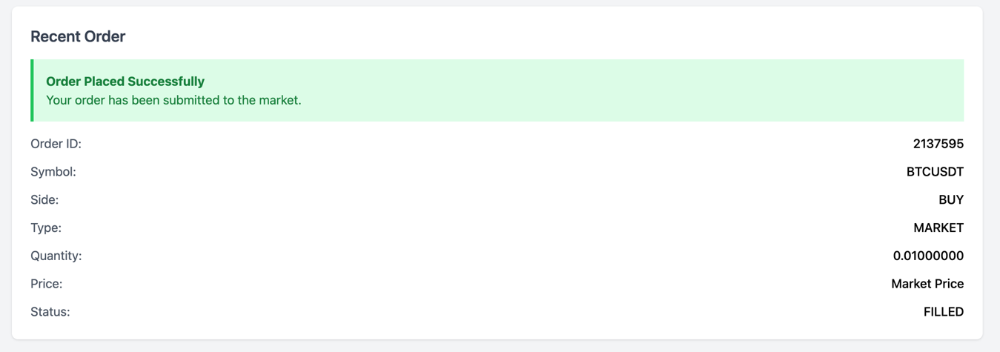 Recent Order
Order Placed Successfully
Your order has been submitted to the market.
Order ID: 2137595
Symbol: BTCUSDT
Side: BUY
Type: MARKET
Quantity: 0.01000000
Price: Market Price
Status: FILLED